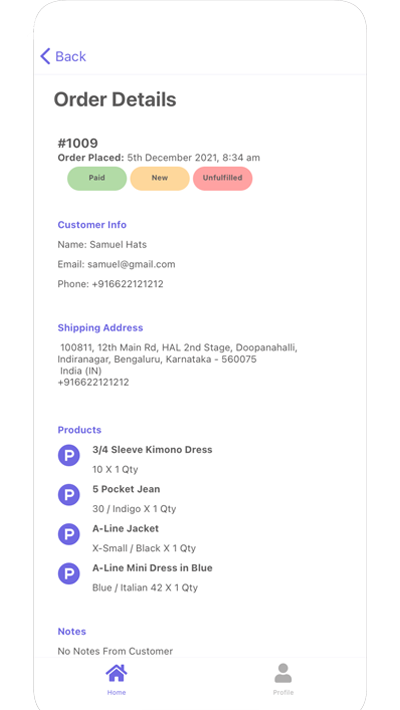 Back
Order Details
#1009
Order Placed: 5th December 2021, 8:34 am
Paid New Unfulfilled
Customer Info
Name: Samuel Hats
Email: samuel@gmail.com
Phone: +916622121212
Shipping Address
100811, 12th Main Rd, HAL 2nd Stage, Doopanahalli,
Indiranagar, Bengaluru, Karnataka - 560075
India (IN)
+916622121212
Products
P 3/4 Sleeve Kimono Dress
10 X 1 Qty
P 5 Pocket Jean
30 / Indigo X 1 Qty
P A-Line Jacket
X-Small / Black X 1 Qty
P A-Line Mini Dress in Blue
Blue / Italian 42 X 1 Qty
Notes
No Notes From Customer
Home Profile